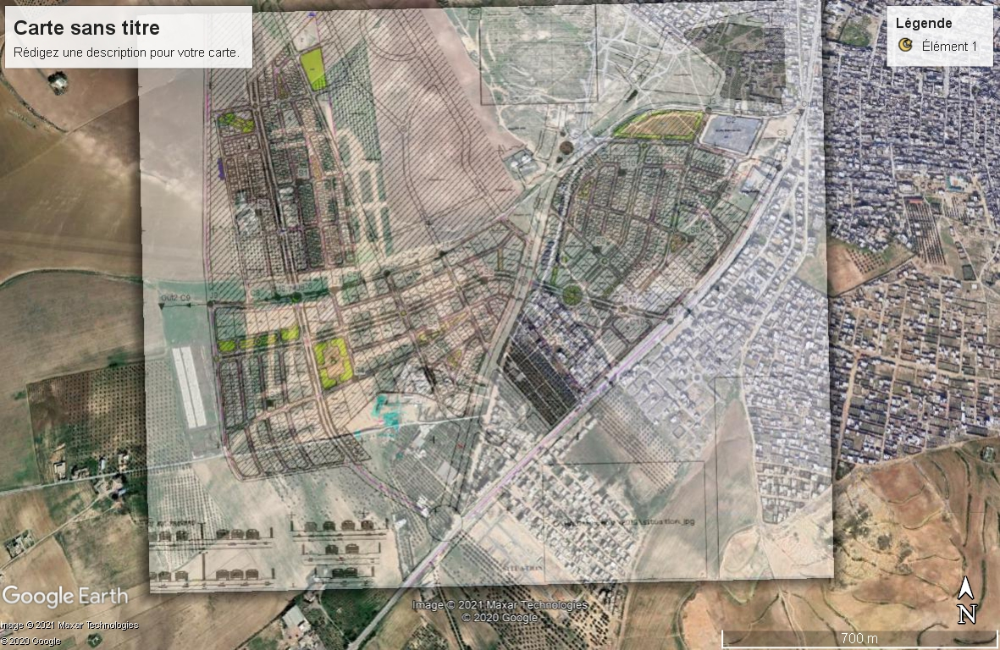 Carte sans titre
Rédigez une description pour votre carte.
Légende
Élément 1
Out2 C9
situation.jpg
Google Earth
Image © 2021 Maxar Technologies
© 2020 Google
Image © 2021 Maxar Technologies
© 2020 Google
N
700 m